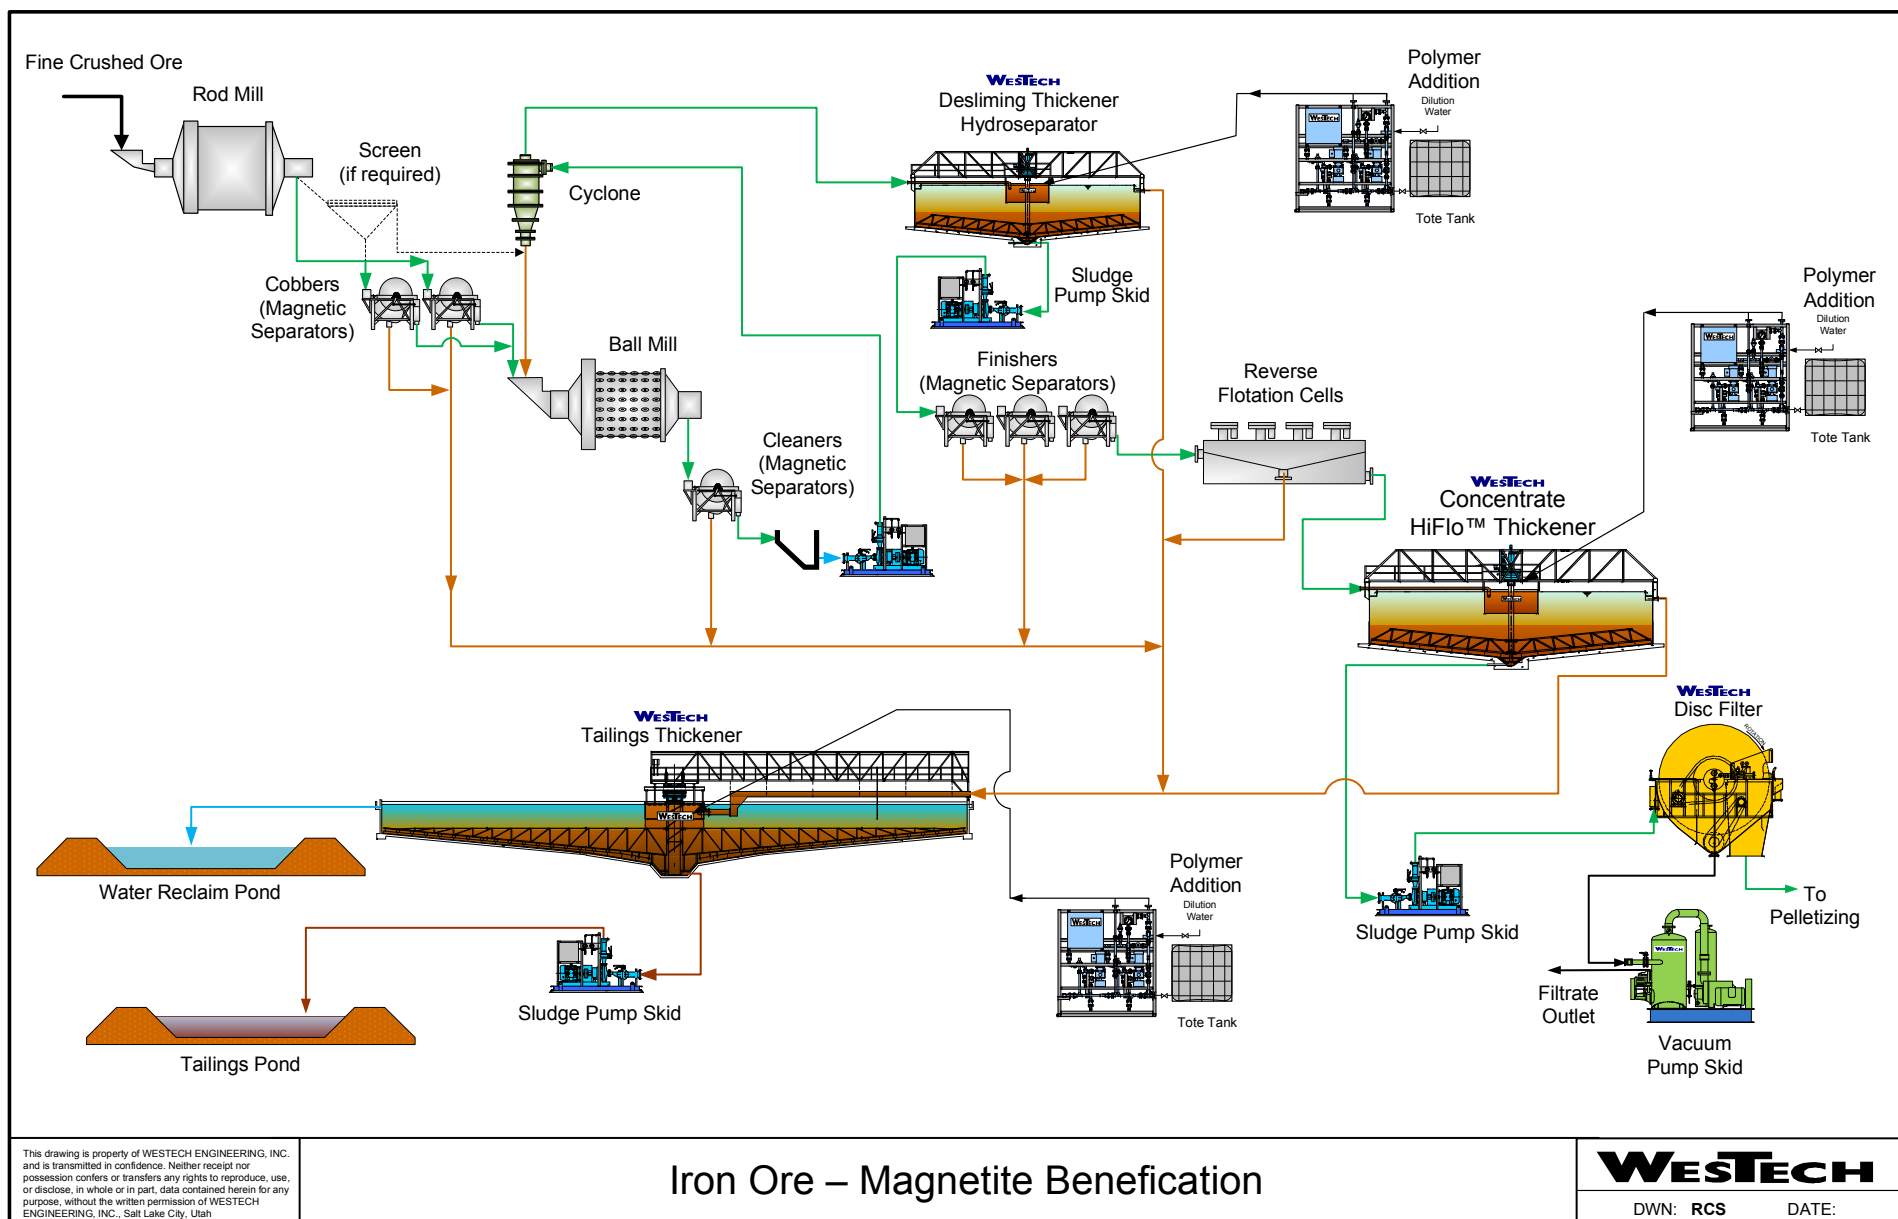 Fine Crushed Ore
Rod Mill
Screen
(if required)
Cyclone
WESTECH
Desliming Thickener
Hydroseparator
Polymer
Addition
Dilution
Water
WESTECH
Tote Tank
Cobbers
(Magnetic
Separators)
Sludge
Pump Skid
Polymer
Addition
Dilution
Water
WESTECH
Tote Tank
Ball Mill
Finishers
(Magnetic Separators)
Reverse
Flotation Cells
Cleaners
(Magnetic
Separators)
WESTECH
Concentrate
HiFlo™ Thickener
WESTECH
Tailings Thickener
WESTECH
WESTECH
Disc Filter
ROTATION
Water Reclaim Pond
Polymer
Addition
Dilution
Water
WESTECH
Tote Tank
Sludge Pump Skid
To
Pelletizing
WESTECH
Filtrate
Outlet
Vacuum
Pump Skid
Sludge Pump Skid
Tailings Pond
This drawing is property of WESTECH ENGINEERING, INC.
and is transmitted in confidence. Neither receipt nor
possession confers or transfers any rights to reproduce, use,
or disclose, in whole or in part, data contained herein for any
purpose, without the written permission of WESTECH
ENGINEERING, INC., Salt Lake City, Utah
Iron Ore – Magnetite Benefication
WESTECH
DWN: RCS DATE: